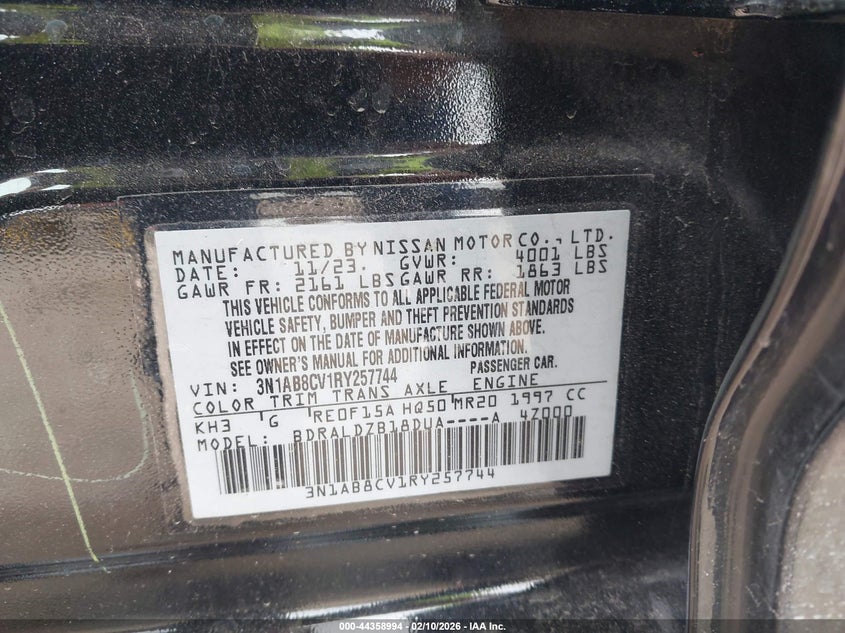 MANUFACTURED BY NISSAN MOTOR CO., LTD.
DATE: 11/23. GVWR: 4001 LBS
GAWR FR: 2161 LBS GAWR RR: 1863 LBS
THIS VEHICLE CONFORMS TO ALL APPLICABLE FEDERAL MOTOR
VEHICLE SAFETY, BUMPER AND THEFT PREVENTION STANDARDS
IN EFFECT ON THE DATE OF MANUFACTURE SHOWN ABOVE.
SEE OWNER'S MANUAL FOR ADDITIONAL INFORMATION.
VIN: 3N1AB8CV1RY257744 PASSENGER CAR.
COLOR TRIM TRANS AXLE ENGINE
KH3 G RE0F15A HQ50 MR20 1997 CC
MODEL: BDRALDZB18DUA----A 4Z000
3N1AB8CV1RY257744
000-44358994 - 02/10/2026 - IAA Inc.